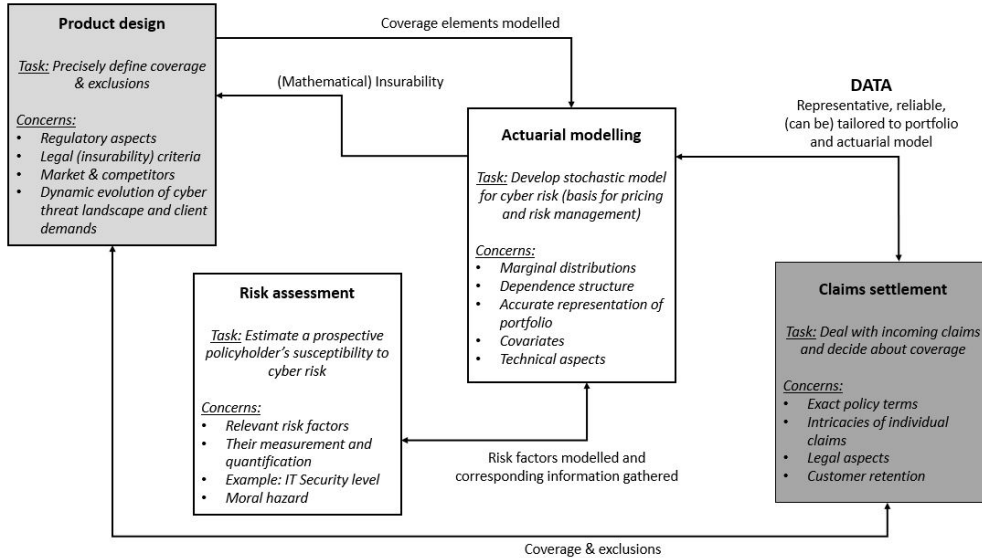 Product design
Task: Precisely define coverage
& exclusions
Concerns:
• Regulatory aspects
• Legal (insurability) criteria
• Market & competitors
• Dynamic evolution of cyber
threat landscape and client
demands
Coverage elements modelled
(Mathematical) Insurability
Actuarial modelling
Task: Develop stochastic model
for cyber risk (basis for pricing
and risk management)
Concerns:
• Marginal distributions
• Dependence structure
• Accurate representation of
portfolio
• Covariates
• Technical aspects
DATA
Representative, reliable,
(can be) tailored to portfolio
and actuarial model
Risk assessment
Task: Estimate a prospective
policyholder's susceptibility to
cyber risk
Concerns:
• Relevant risk factors
• Their measurement and
quantification
• Example: IT Security level
• Moral hazard
Risk factors modelled and
corresponding information gathered
Claims settlement
Task: Deal with incoming claims
and decide about coverage
Concerns:
• Exact policy terms
• Intricacies of individual
claims
• Legal aspects
• Customer retention
Coverage & exclusions